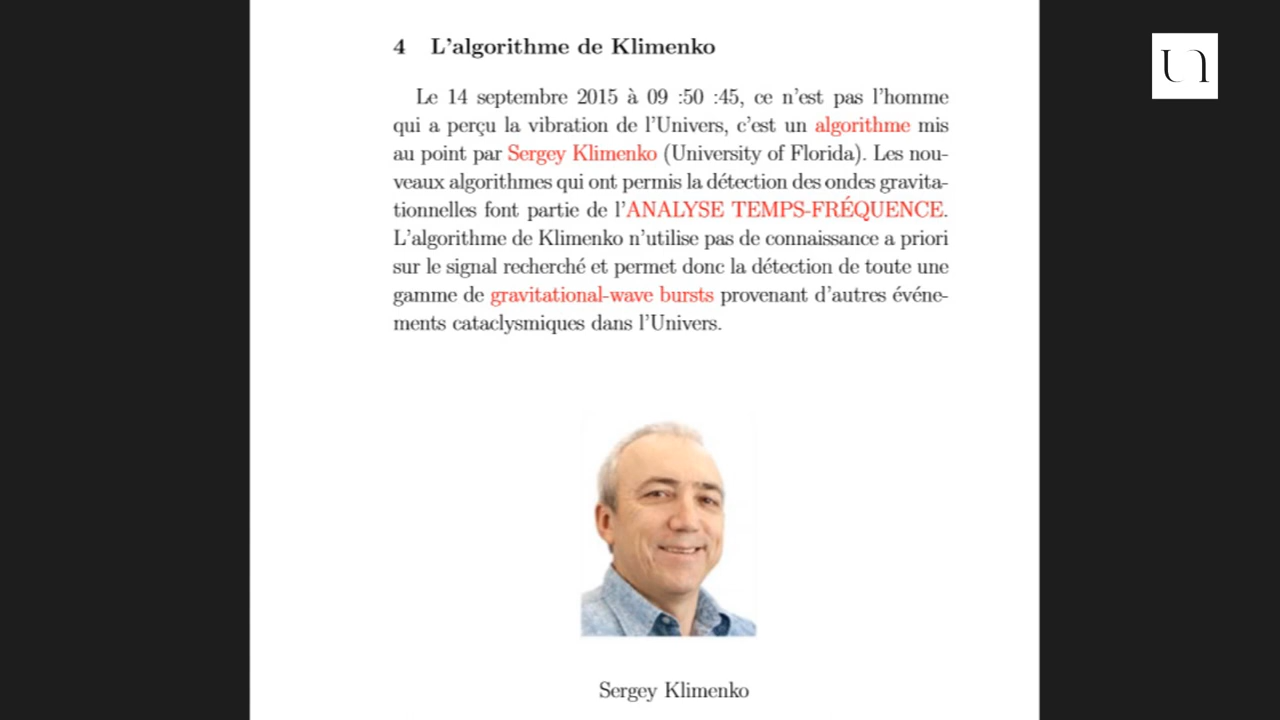 4 L'algorithme de Klimenko
Le 14 septembre 2015 à 09 :50 :45, ce n'est pas l'homme
qui a perçu la vibration de l'Univers, c'est un algorithme mis
au point par Sergey Klimenko (University of Florida). Les nou-
veaux algorithmes qui ont permis la détection des ondes gravita-
tionnelles font partie de l'ANALYSE TEMPS-FRÉQUENCE.
L'algorithme de Klimenko n'utilise pas de connaissance a priori
sur le signal recherché et permet donc la détection de toute une
gamme de gravitational-wave bursts provenant d'autres événe-
ments cataclysmiques dans l'Univers.
Sergey Klimenko